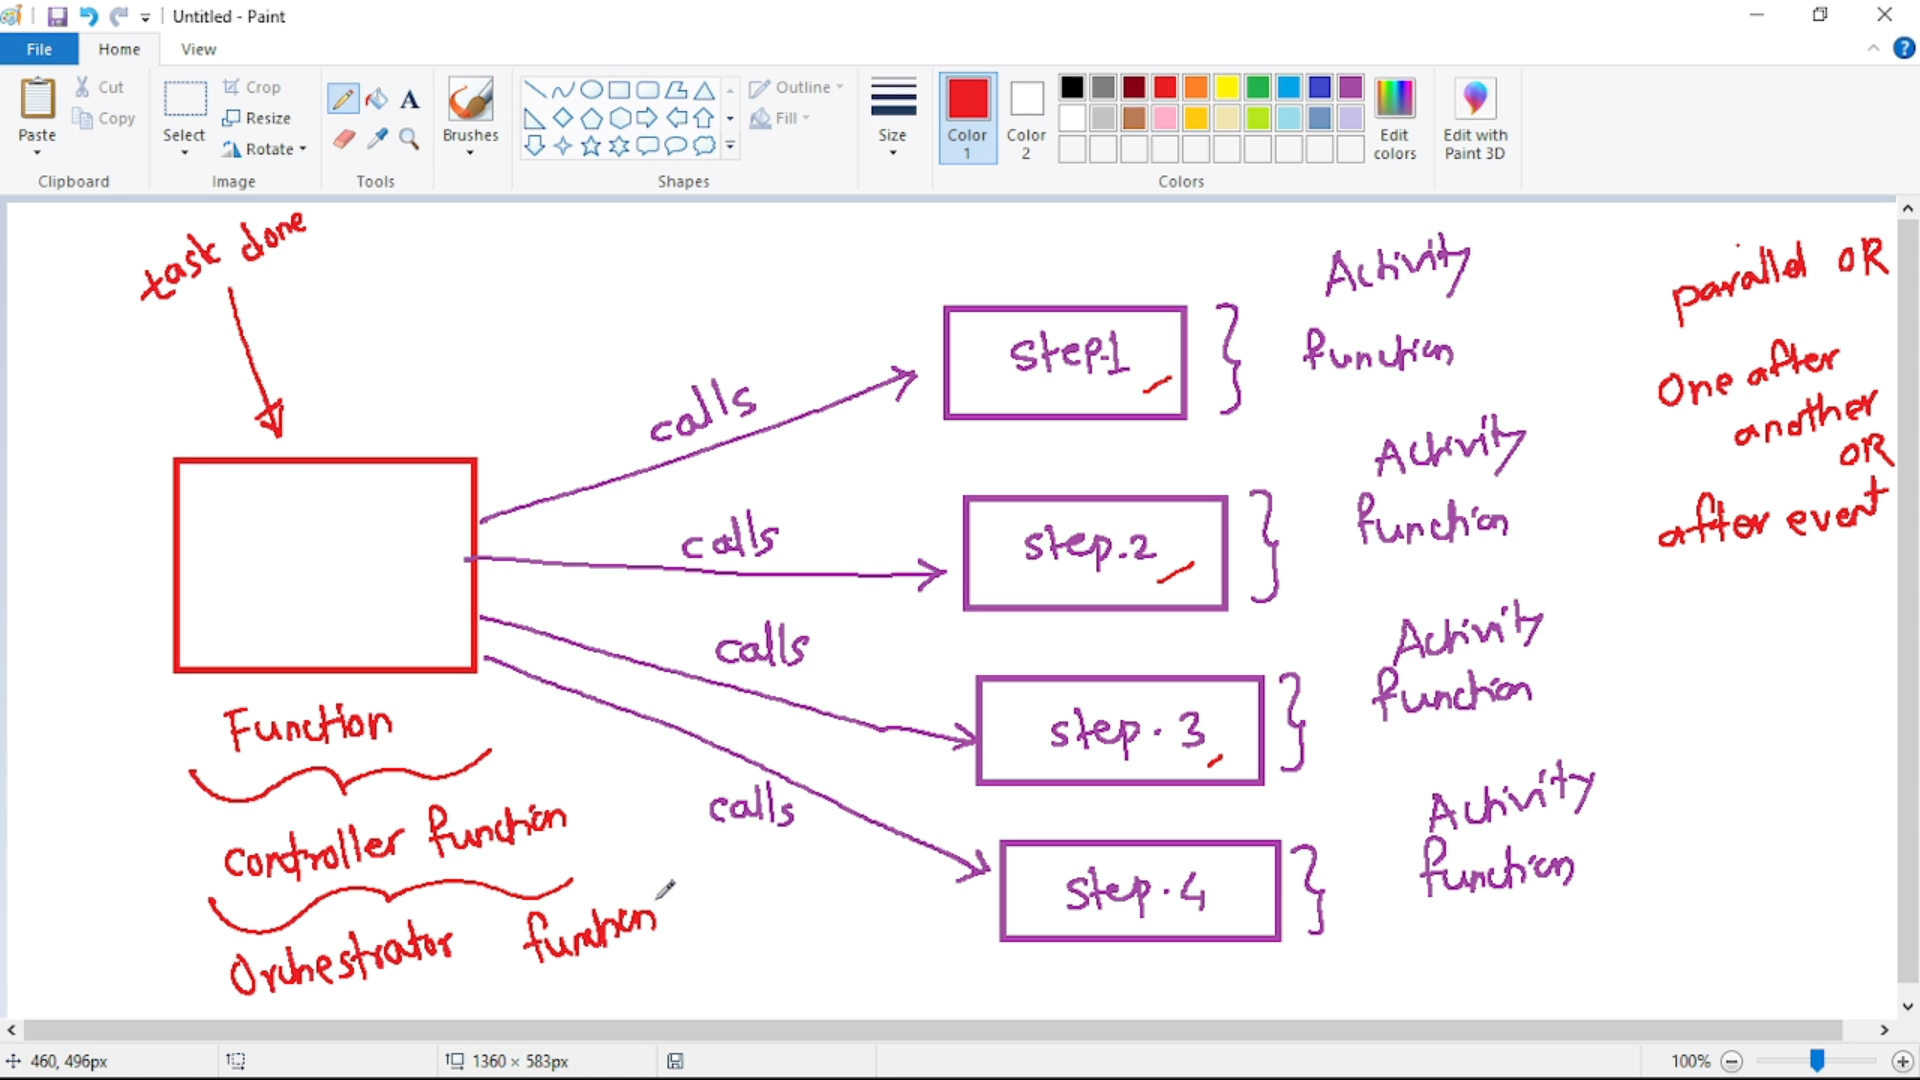 Untitled - Paint
File Home View
Paste
Cut
Copy
Clipboard
Select
Crop
Resize
Rotate
Image
A
Tools
Brushes
Shapes
Outline
Fill
Size
Color 1
Color 2
Edit colors
Edit with Paint 3D
Colors
task done
calls
calls
calls
calls
step-1
step-2
step-3
step-4
Activity
function
Activity
function
Activity
function
Activity
function
parallel OR
One after
another
OR
after event
Function
controller function
Orchestrator function
460, 496px
1360 × 583px
100%